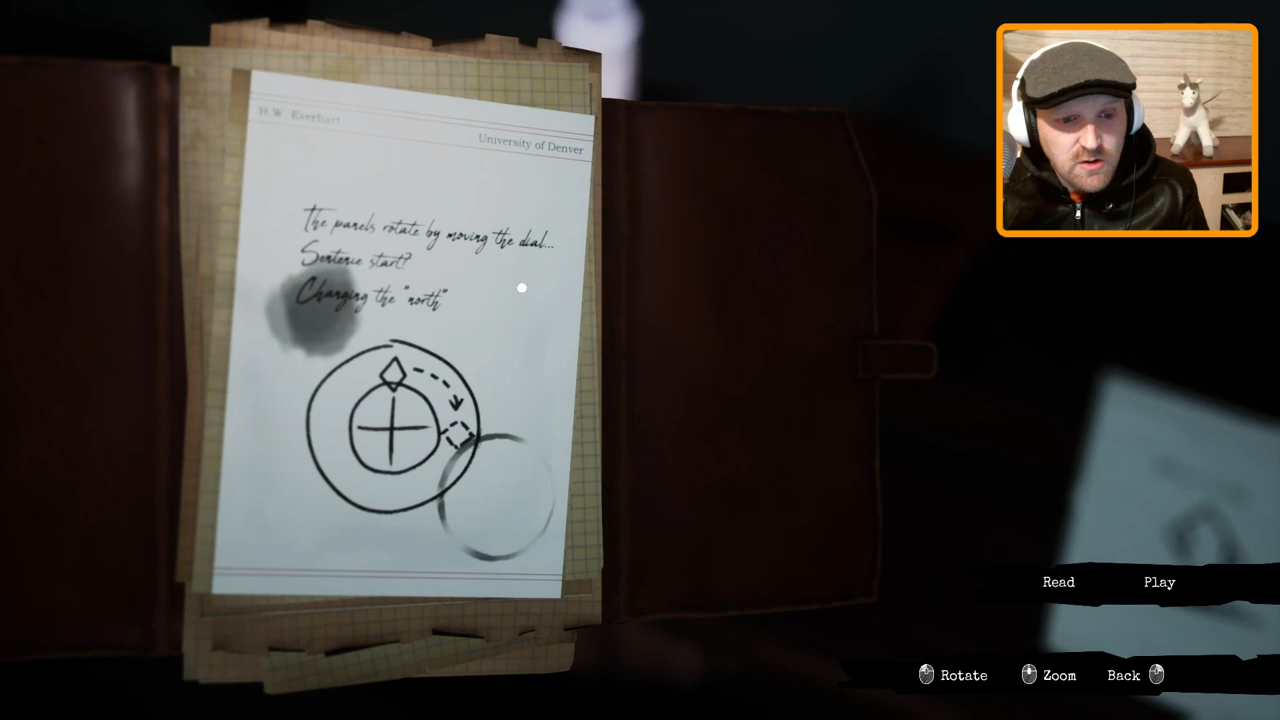 H. W. Everhart
University of Denver
The panels rotate by moving the dial...
Sentence start?
Changing the "north"
Read
Play
Rotate
Zoom
Back